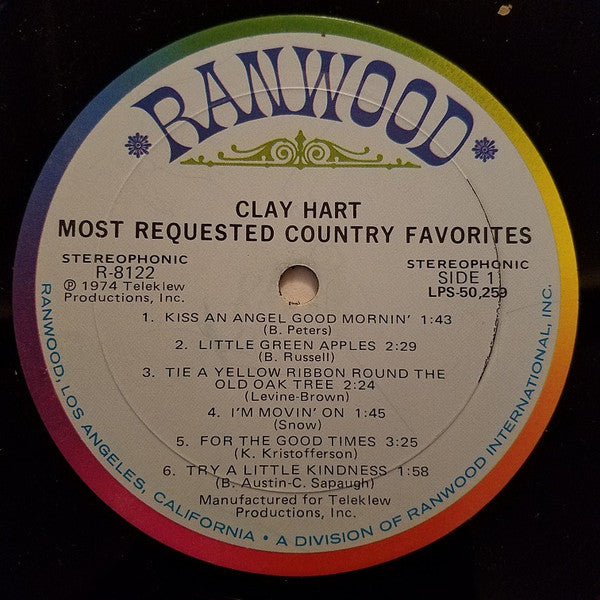 RANWOOD
CLAY HART
MOST REQUESTED COUNTRY FAVORITES
STEREOPHONIC
R-8122
℗ 1974 Teleklew
Productions, Inc.
STEREOPHONIC
SIDE 1
LPS-50,259
1. KISS AN ANGEL GOOD MORNIN' 1:43
(B. Peters)
2. LITTLE GREEN APPLES 2:29
(B. Russell)
3. TIE A YELLOW RIBBON ROUND THE
OLD OAK TREE 2:24
(Levine-Brown)
4. I'M MOVIN' ON 1:45
(Snow)
5. FOR THE GOOD TIMES 3:25
(K. Kristofferson)
6. TRY A LITTLE KINDNESS 1:58
(B. Austin-C. Sapaugh)
Manufactured for Teleklew
Productions, Inc.
RANWOOD, LOS ANGELES, CALIFORNIA • A DIVISION OF RANWOOD INTERNATIONAL, INC.